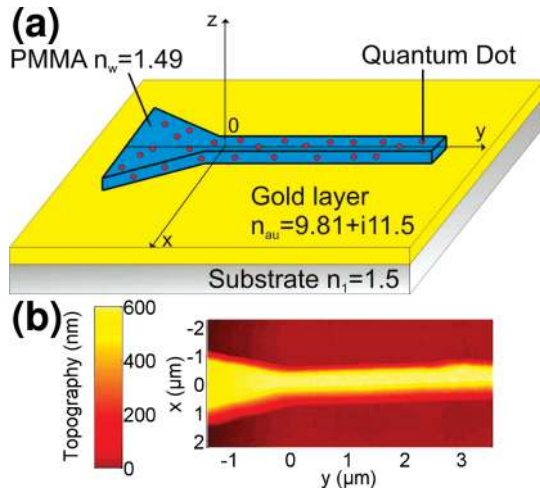 (a)
z
PMMA n_w=1.49
Quantum Dot
0
y
Gold layer
n_au=9.81+i11.5
x
Substrate n_1=1.5
(b)
Topography (nm)
600
400
200
0
x (µm)
-2
-1
0
1
2
-1 0 1 2 3
y (µm)